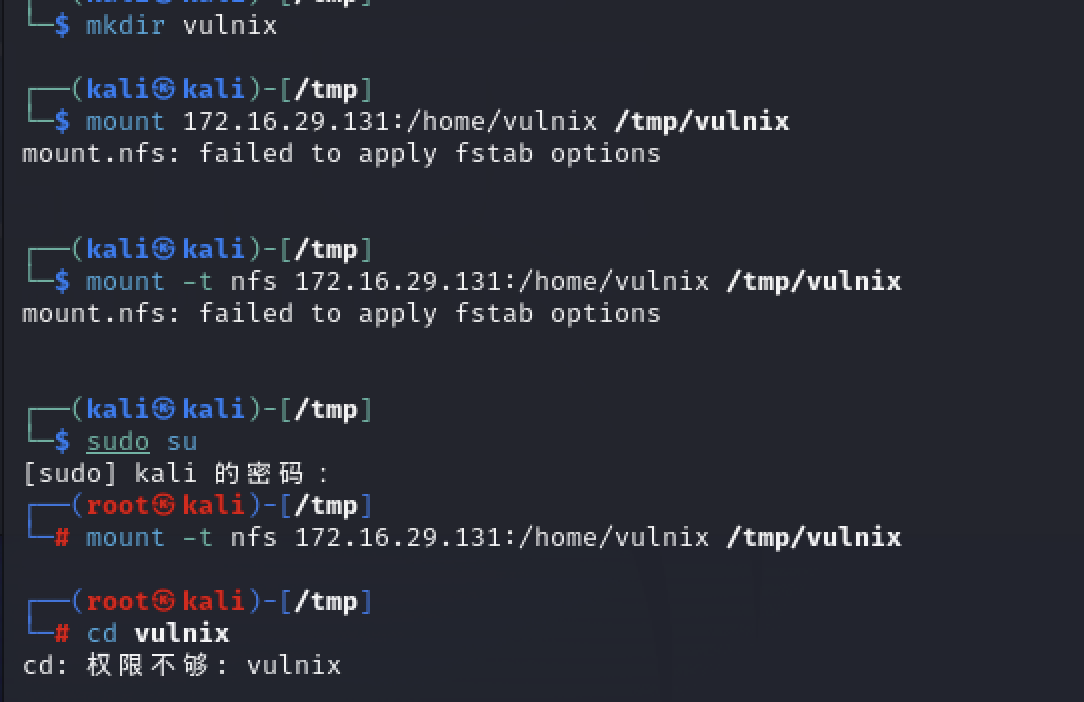 ┌──(kali㉿kali)-[/tmp]
└─$ mkdir vulnix
┌──(kali㉿kali)-[/tmp]
└─$ mount 172.16.29.131:/home/vulnix /tmp/vulnix
mount.nfs: failed to apply fstab options
┌──(kali㉿kali)-[/tmp]
└─$ mount -t nfs 172.16.29.131:/home/vulnix /tmp/vulnix
mount.nfs: failed to apply fstab options
┌──(kali㉿kali)-[/tmp]
└─$ sudo su
[sudo] kali 的密码：
┌──(root㉿kali)-[/tmp]
└─# mount -t nfs 172.16.29.131:/home/vulnix /tmp/vulnix
┌──(root㉿kali)-[/tmp]
└─# cd vulnix
cd: 权限不够: vulnix